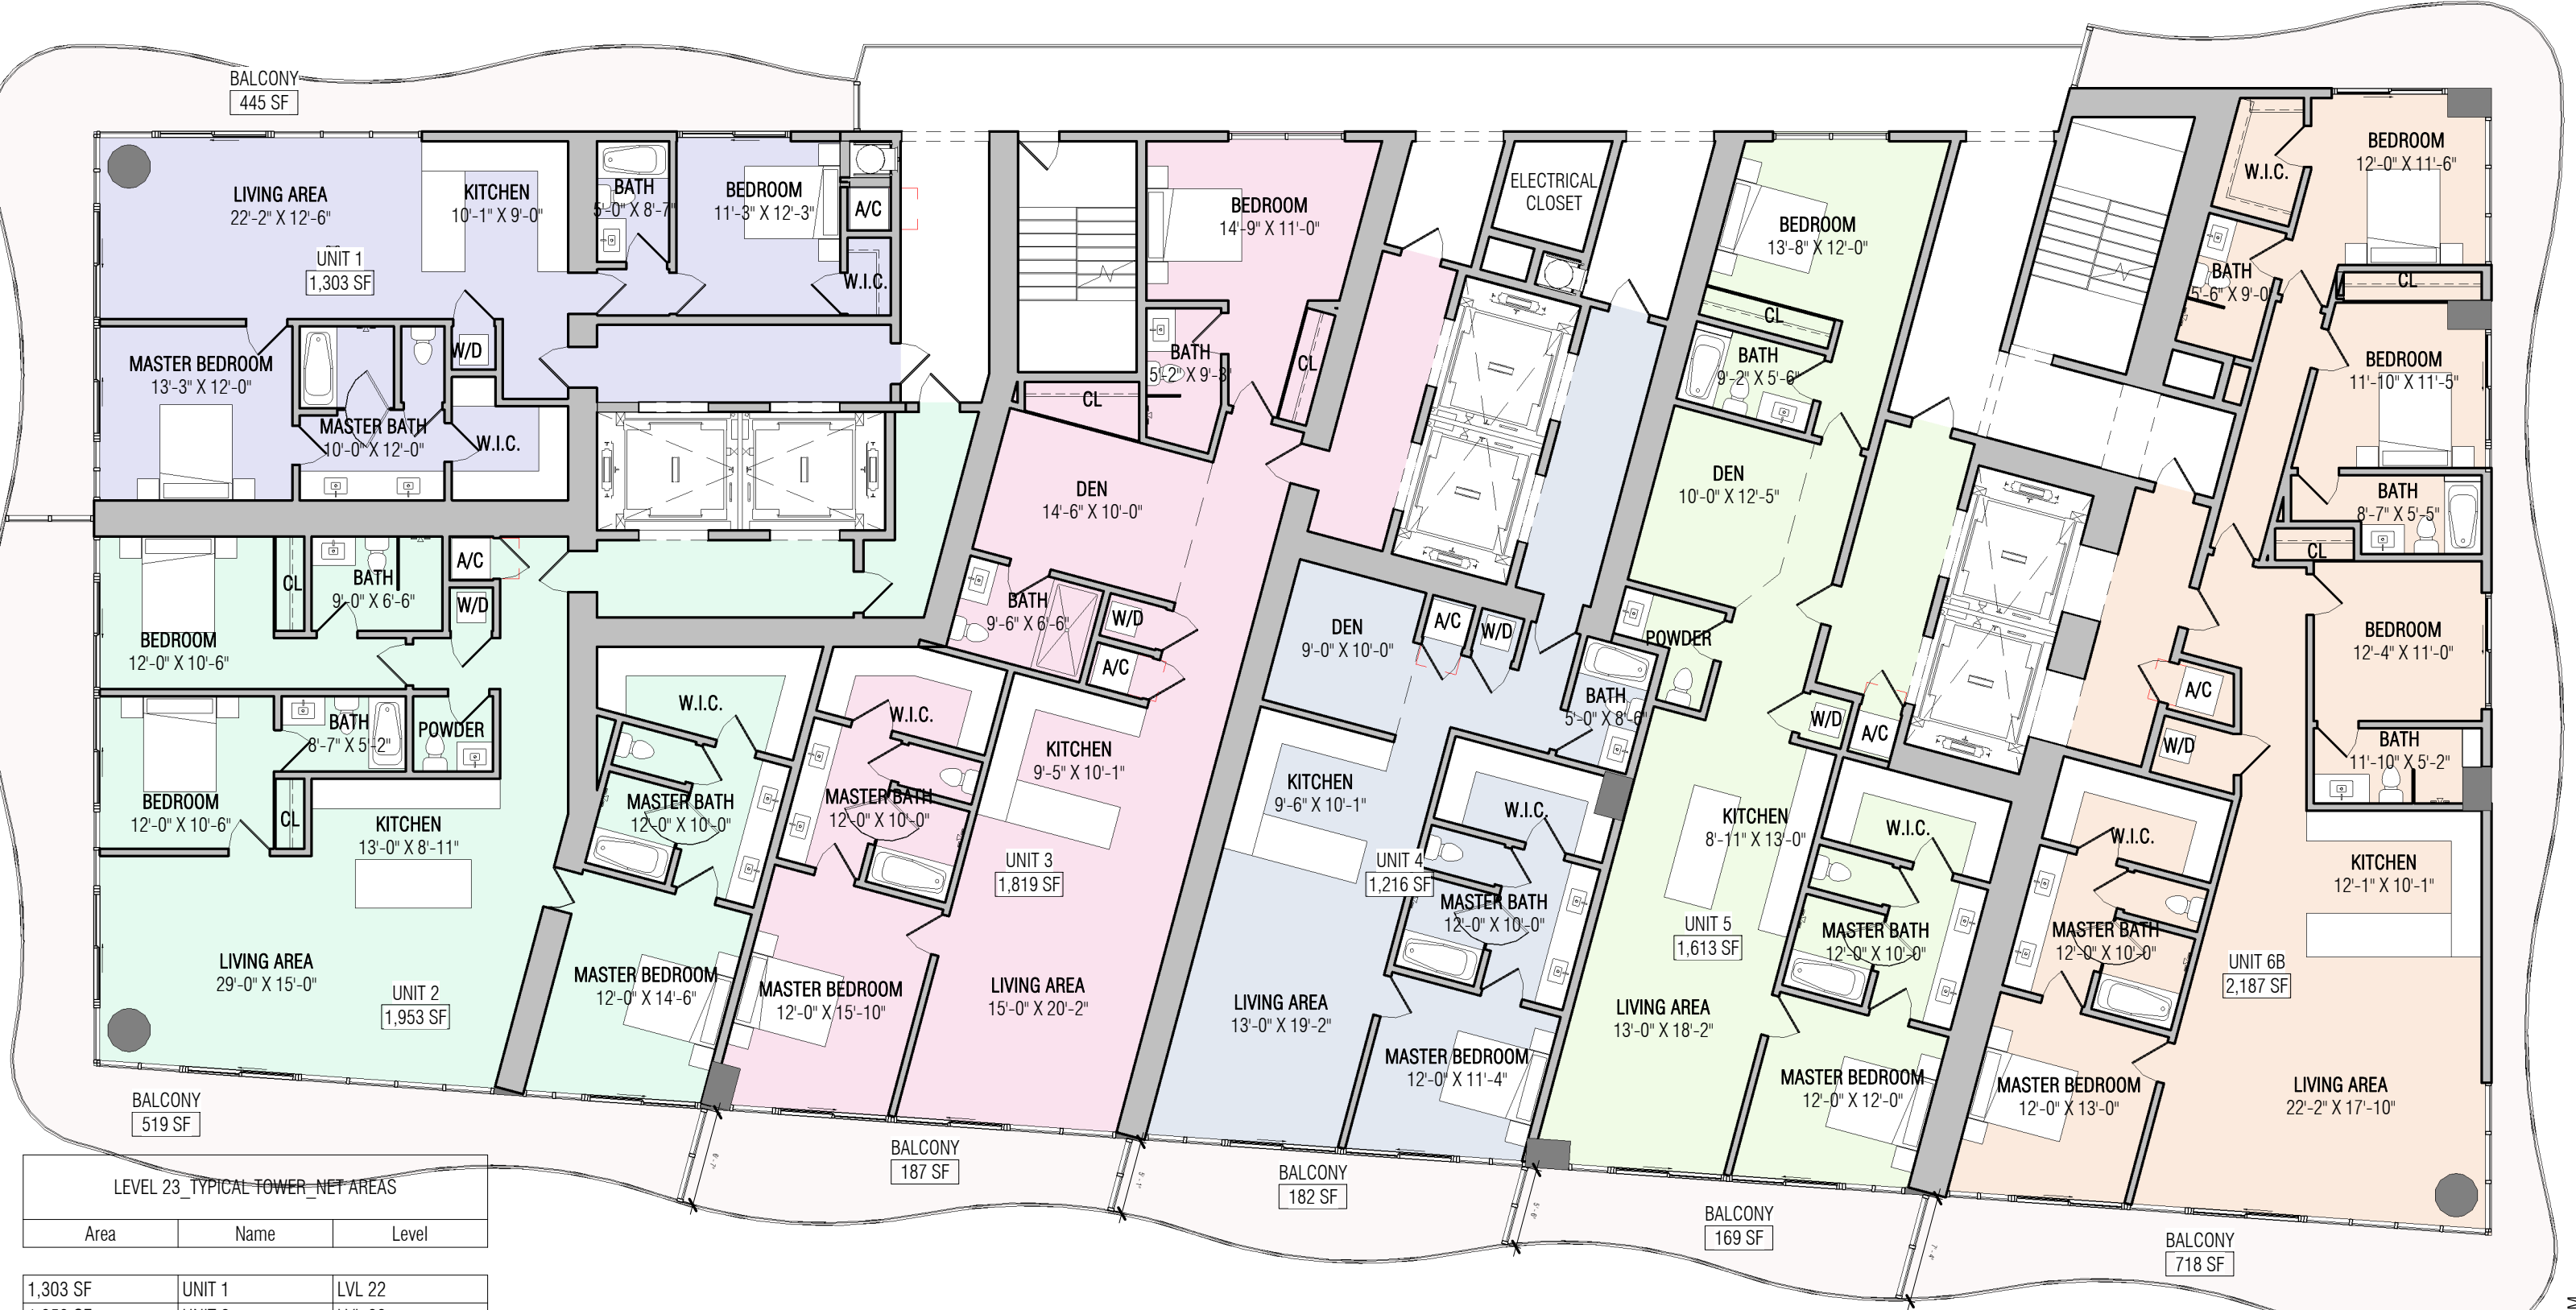 BALCONY
445 SF
LIVING AREA
22'-2" X 12'-6"
KITCHEN
10'-1" X 9'-0"
BATH
5'-0" X 8'-7"
BEDROOM
11'-3" X 12'-3"
A/C
W.I.C.
UNIT 1
1,303 SF
MASTER BEDROOM
13'-3" X 12'-0"
W/D
MASTER BATH
10'-0" X 12'-0"
W.I.C.
BEDROOM
12'-0" X 10'-6"
CL
BATH
9'-0" X 6'-6"
A/C
W/D
BEDROOM
12'-0" X 10'-6"
BATH
8'-7" X 5'-2"
POWDER
CL
KITCHEN
13'-0" X 8'-11"
LIVING AREA
29'-0" X 15'-0"
UNIT 2
1,953 SF
W.I.C.
MASTER BATH
12'-0" X 10'-0"
MASTER BEDROOM
12'-0" X 14'-6"
BALCONY
519 SF
BEDROOM
14'-9" X 11'-0"
BATH
5'-2" X 9'-3"
CL
CL
DEN
14'-6" X 10'-0"
BATH
9'-6" X 6'-6"
W/D
A/C
W.I.C.
MASTER BATH
12'-0" X 10'-0"
KITCHEN
9'-5" X 10'-1"
UNIT 3
1,819 SF
MASTER BEDROOM
12'-0" X 15'-10"
LIVING AREA
15'-0" X 20'-2"
BALCONY
187 SF
ELECTRICAL
CLOSET
DEN
9'-0" X 10'-0"
A/C
W/D
BATH
5'-0" X 8'-6"
KITCHEN
9'-6" X 10'-1"
W.I.C.
UNIT 4
1,216 SF
MASTER BATH
12'-0" X 10'-0"
LIVING AREA
13'-0" X 19'-2"
MASTER BEDROOM
12'-0" X 11'-4"
BALCONY
182 SF
BEDROOM
13'-8" X 12'-0"
CL
BATH
9'-2" X 5'-6"
DEN
10'-0" X 12'-5"
POWDER
W/D
A/C
KITCHEN
8'-11" X 13'-0"
W.I.C.
UNIT 5
1,613 SF
MASTER BATH
12'-0" X 10'-0"
LIVING AREA
13'-0" X 18'-2"
MASTER BEDROOM
12'-0" X 12'-0"
BALCONY
169 SF
W.I.C.
BEDROOM
12'-0" X 11'-6"
BATH
5'-6" X 9'-0"
CL
BEDROOM
11'-10" X 11'-5"
BATH
8'-7" X 5'-5"
CL
BEDROOM
12'-4" X 11'-0"
A/C
W/D
BATH
11'-10" X 5'-2"
W.I.C.
KITCHEN
12'-1" X 10'-1"
MASTER BATH
12'-0" X 10'-0"
UNIT 6B
2,187 SF
MASTER BEDROOM
12'-0" X 13'-0"
LIVING AREA
22'-2" X 17'-10"
BALCONY
718 SF
LEVEL 23_TYPICAL TOWER_NET AREAS
Area Name Level
1,303 SF UNIT 1 LVL 22